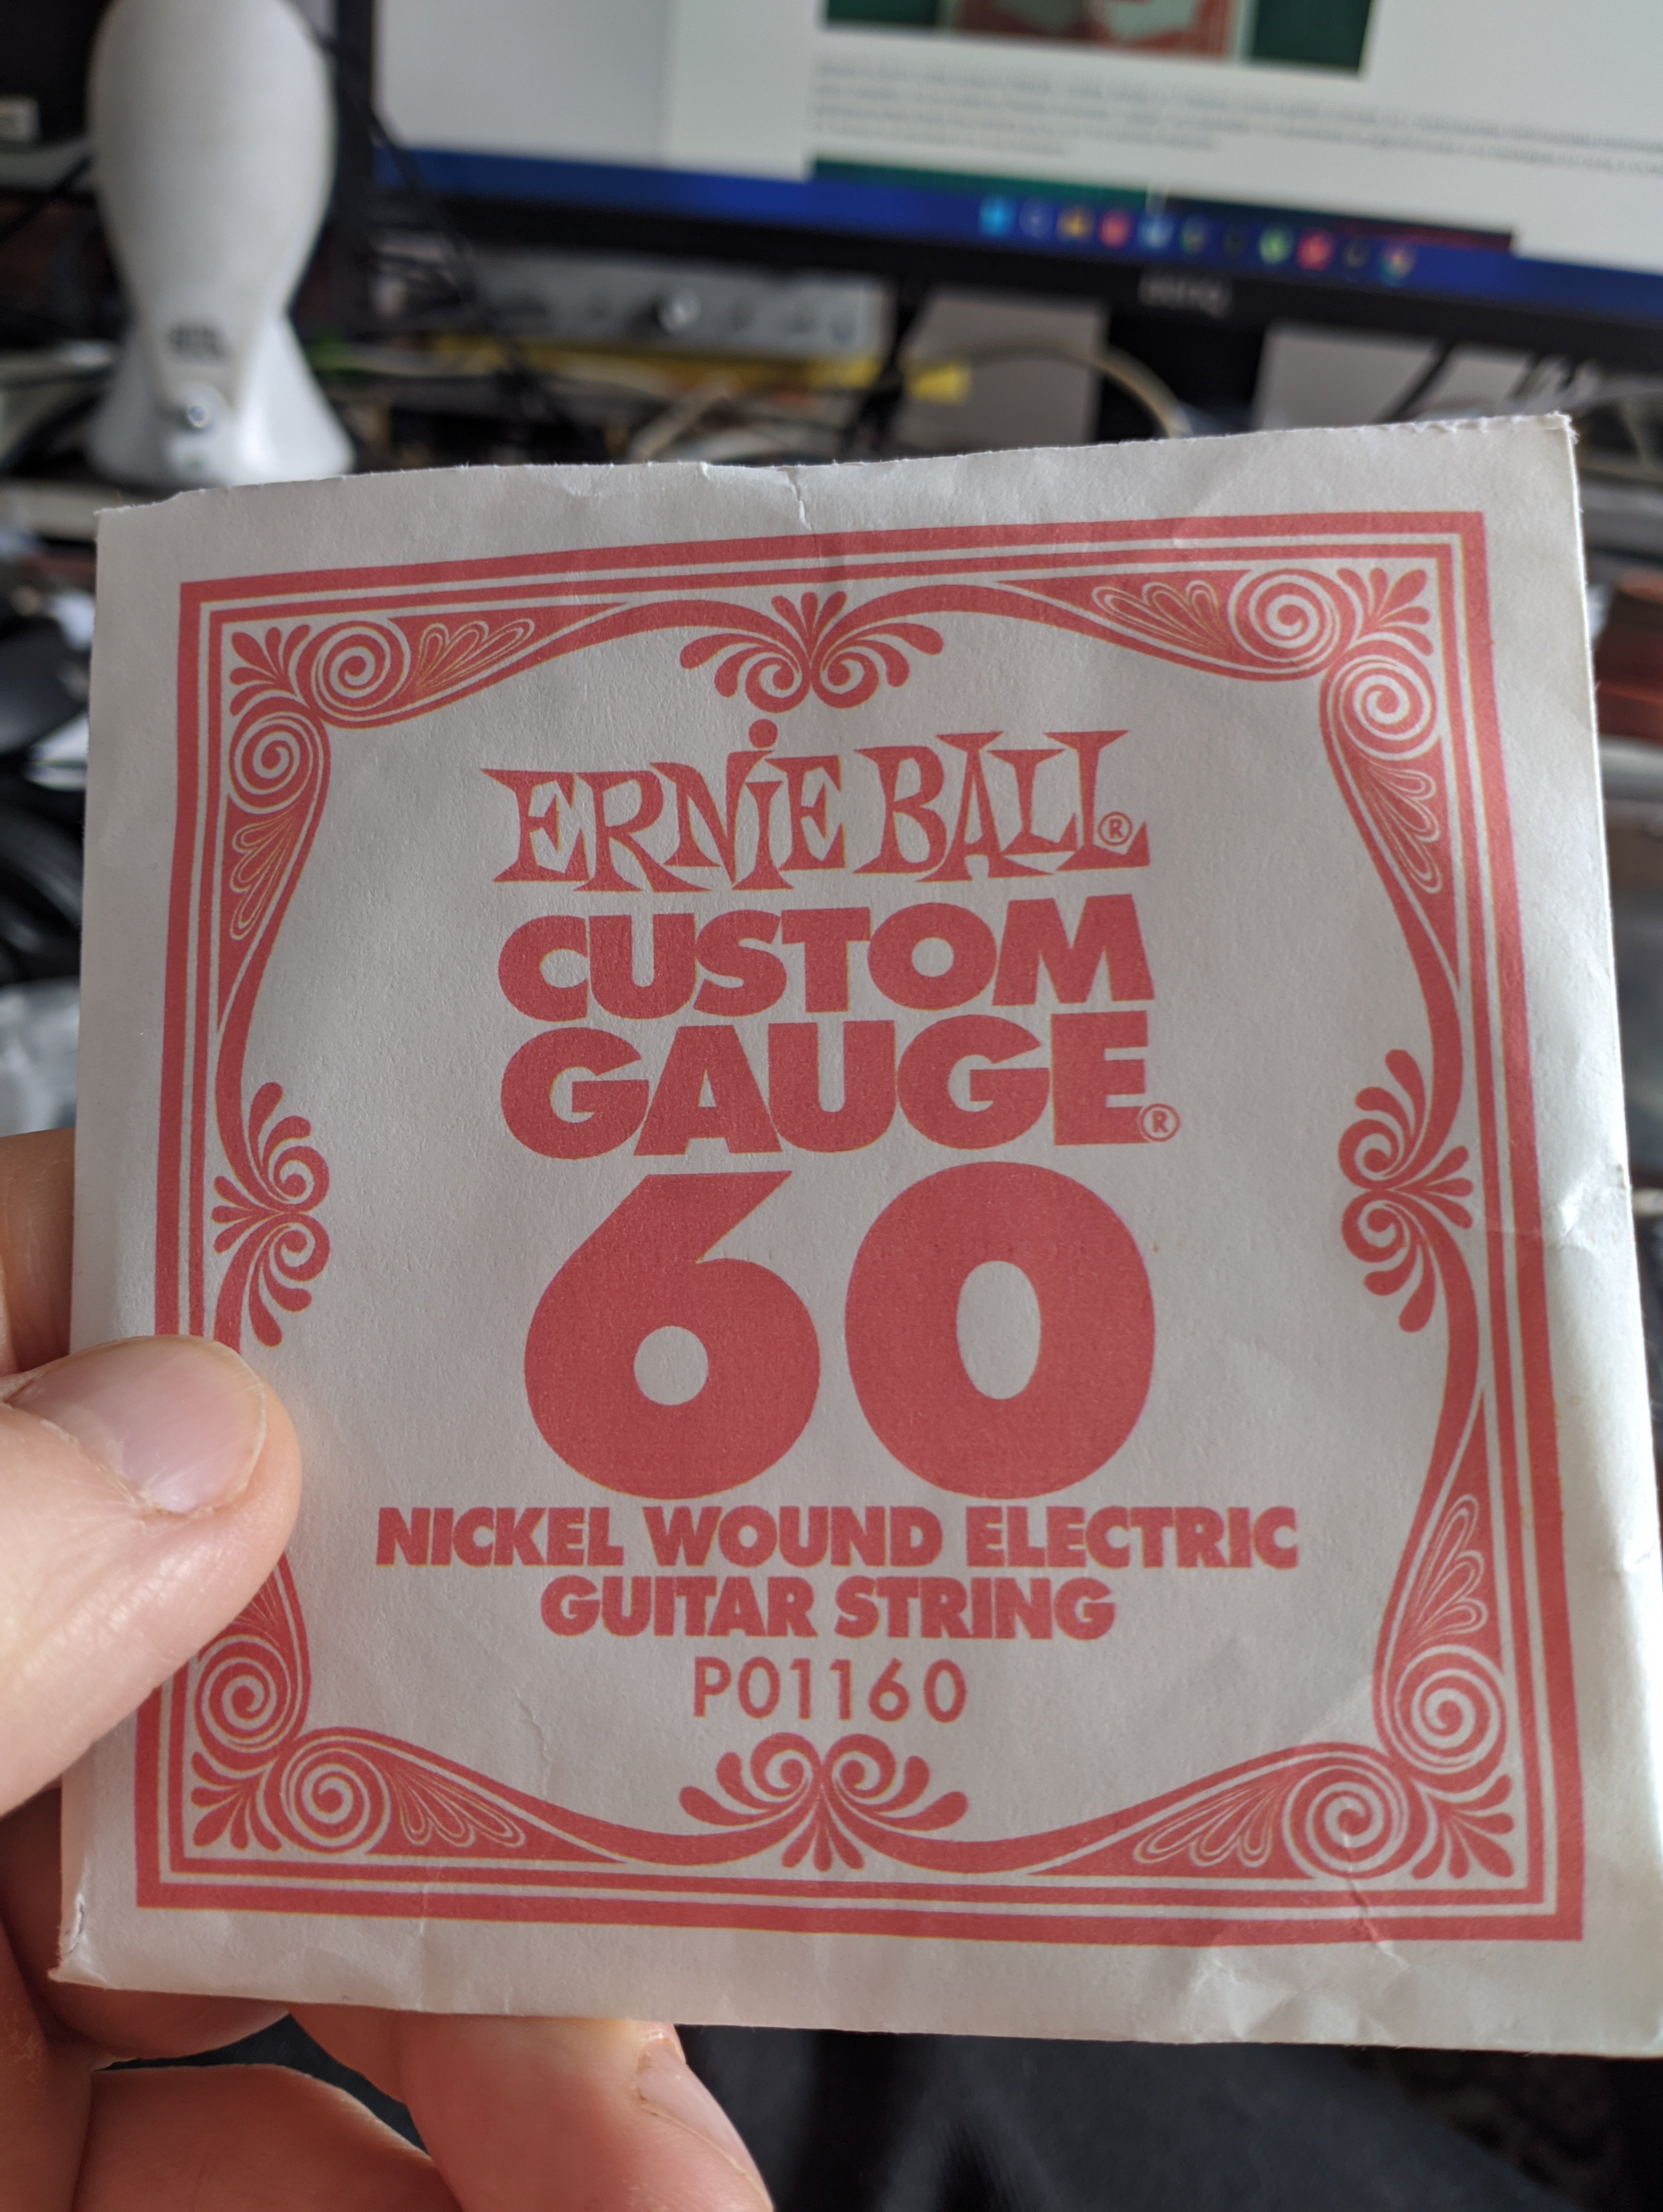 ERNiE BALL®
CUSTOM
GAUGE®
60
NICKEL WOUND ELECTRIC
GUITAR STRING
P01160